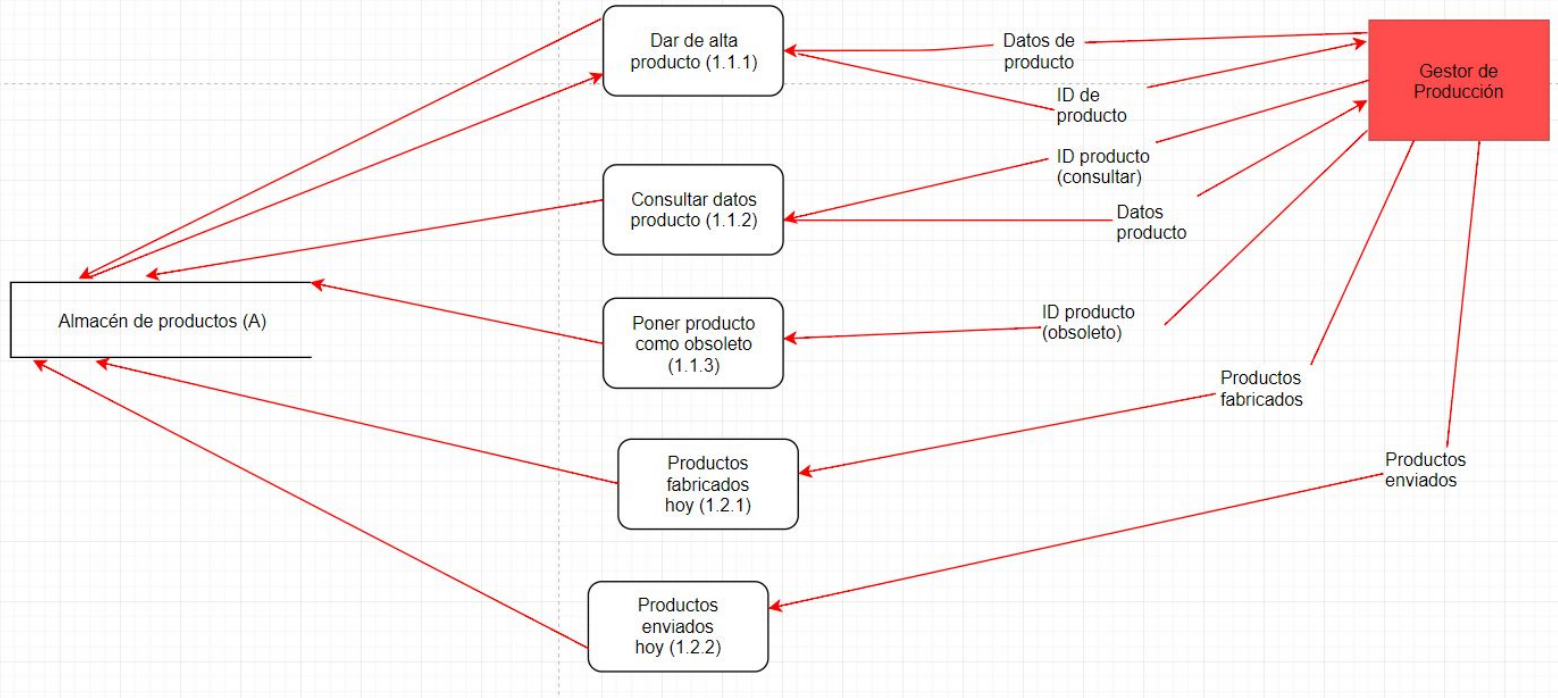 Dar de alta
producto (1.1.1)
Datos de
producto
Gestor de
Producción
ID de
producto
ID producto
(consultar)
Consultar datos
producto (1.1.2)
Datos
producto
Almacén de productos (A)
Poner producto
como obsoleto
(1.1.3)
ID producto
(obsoleto)
Productos
fabricados
Productos
fabricados
hoy (1.2.1)
Productos
enviados
Productos
enviados
hoy (1.2.2)